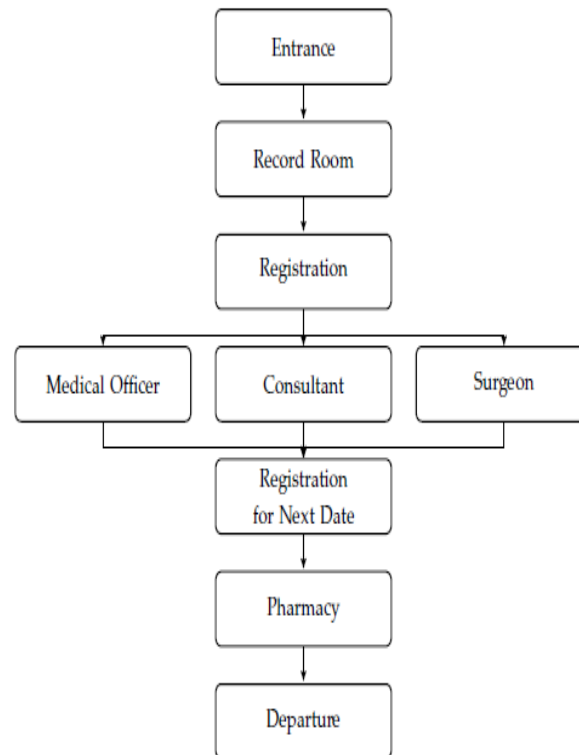 Entrance
Record Room
Registration
Medical Officer
Consultant
Surgeon
Registration
for Next Date
Pharmacy
Departure